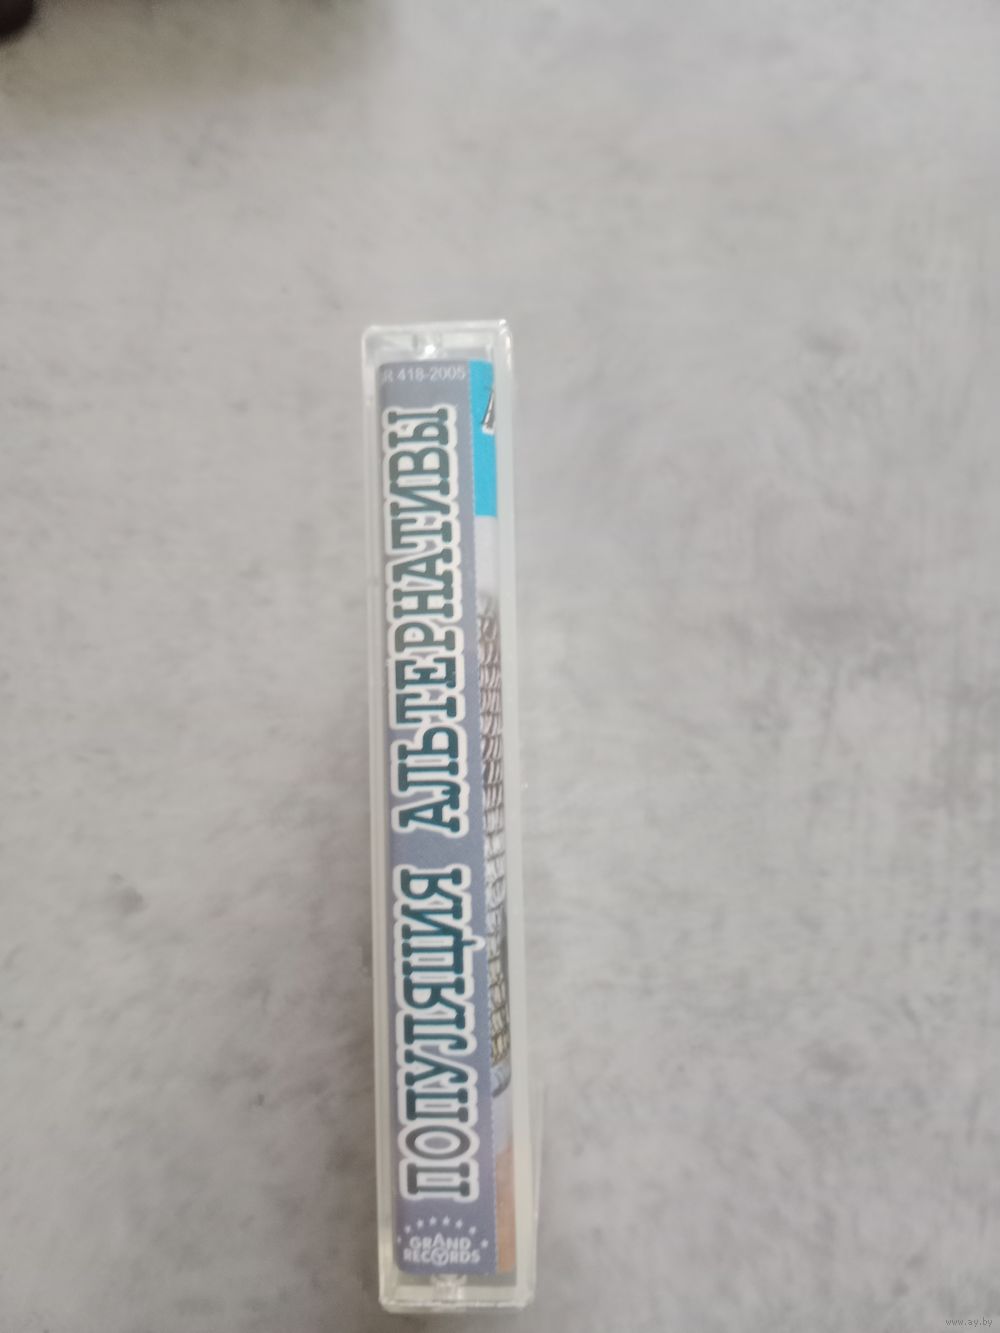 R 418-2005
ПОПУЛЯЦИЯ АЛЬТЕРНАТИВЫ
GRAND
RECORDS
www.ay.by